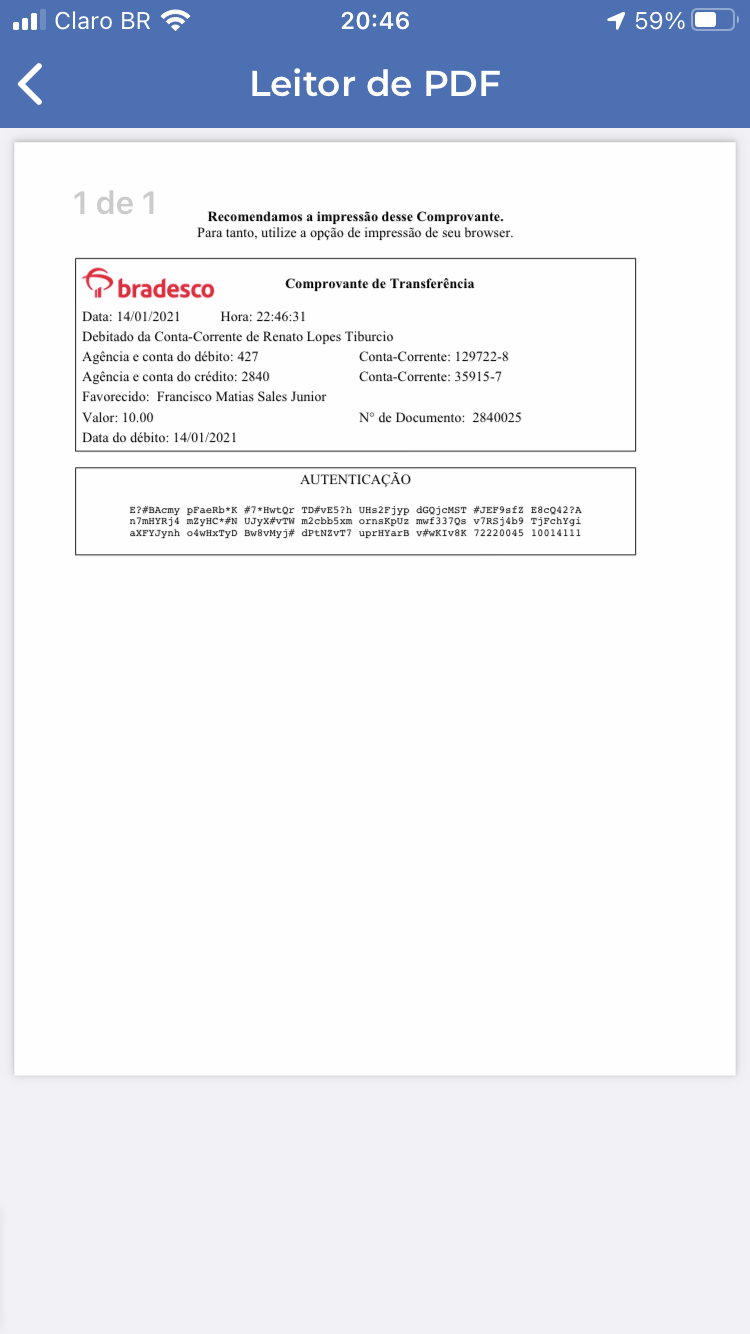 Claro BR 20:46 59%
Leitor de PDF
1 de 1
Recomendamos a impressão desse Comprovante.
Para tanto, utilize a opção de impressão de seu browser.
bradesco Comprovante de Transferência
Data: 14/01/2021 Hora: 22:46:31
Debitado da Conta-Corrente de Renato Lopes Tiburcio
Agência e conta do débito: 427 Conta-Corrente: 129722-8
Agência e conta do crédito: 2840 Conta-Corrente: 35915-7
Favorecido: Francisco Matias Sales Junior
Valor: 10.00 N° de Documento: 2840025
Data do débito: 14/01/2021
AUTENTICAÇÃO
E?#BAcmy pFaeRb*K #7*HwtQr TD#vE5?h UHs2Fjyp dGQjcMST #JEF9sfZ E8cQ42?A
n7mHYRj4 mZyHC*#N UJyX#vTW m2cbb5xm ornsKpUz mwf337Qs v7RSj4b9 TjFchYgi
aXFYJynh o4wHxTyD Bw8vMyj# dPtNZvT7 uprHYarB v#wKIv8K 72220045 10014111